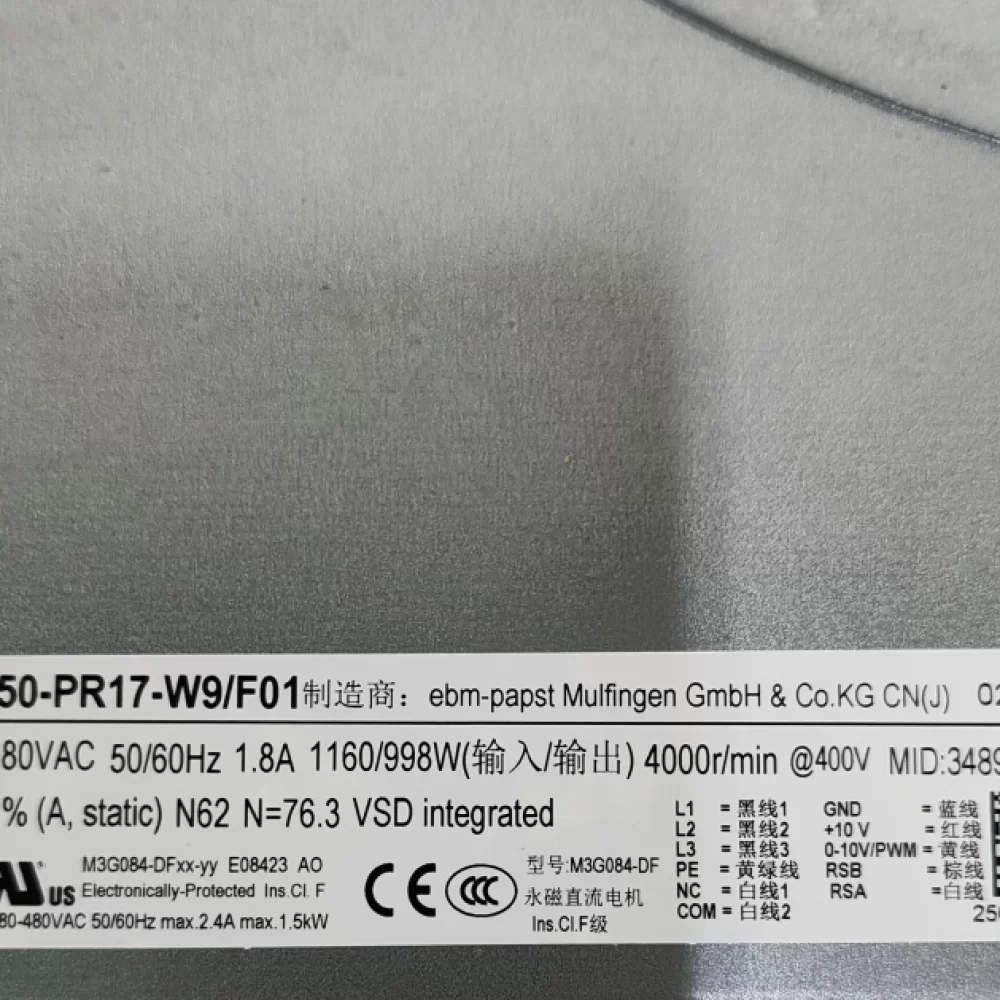 50-PR17-W9/F01 制造商：ebm-papst Mulfingen GmbH & Co.KG CN(J) 02
80VAC 50/60Hz 1.8A 1160/998W(输入/输出) 4000r/min @400V MID:3489
% (A, static) N62 N=76.3 VSD integrated
L1 = 黑线1 GND = 蓝线
L2 = 黑线2 +10 V = 红线
L3 = 黑线3 0-10V/PWM = 黄线
PE = 黄绿线 RSB = 棕线
NC = 白线1 RSA =白线
COM = 白线2 250
US
M3G084-DFxx-yy E08423 AO
Electronically-Protected Ins.Cl. F
80-480VAC 50/60Hz max.2.4A max.1.5kW
CE CCC
型号:M3G084-DF
永磁直流电机
Ins.Cl.F级